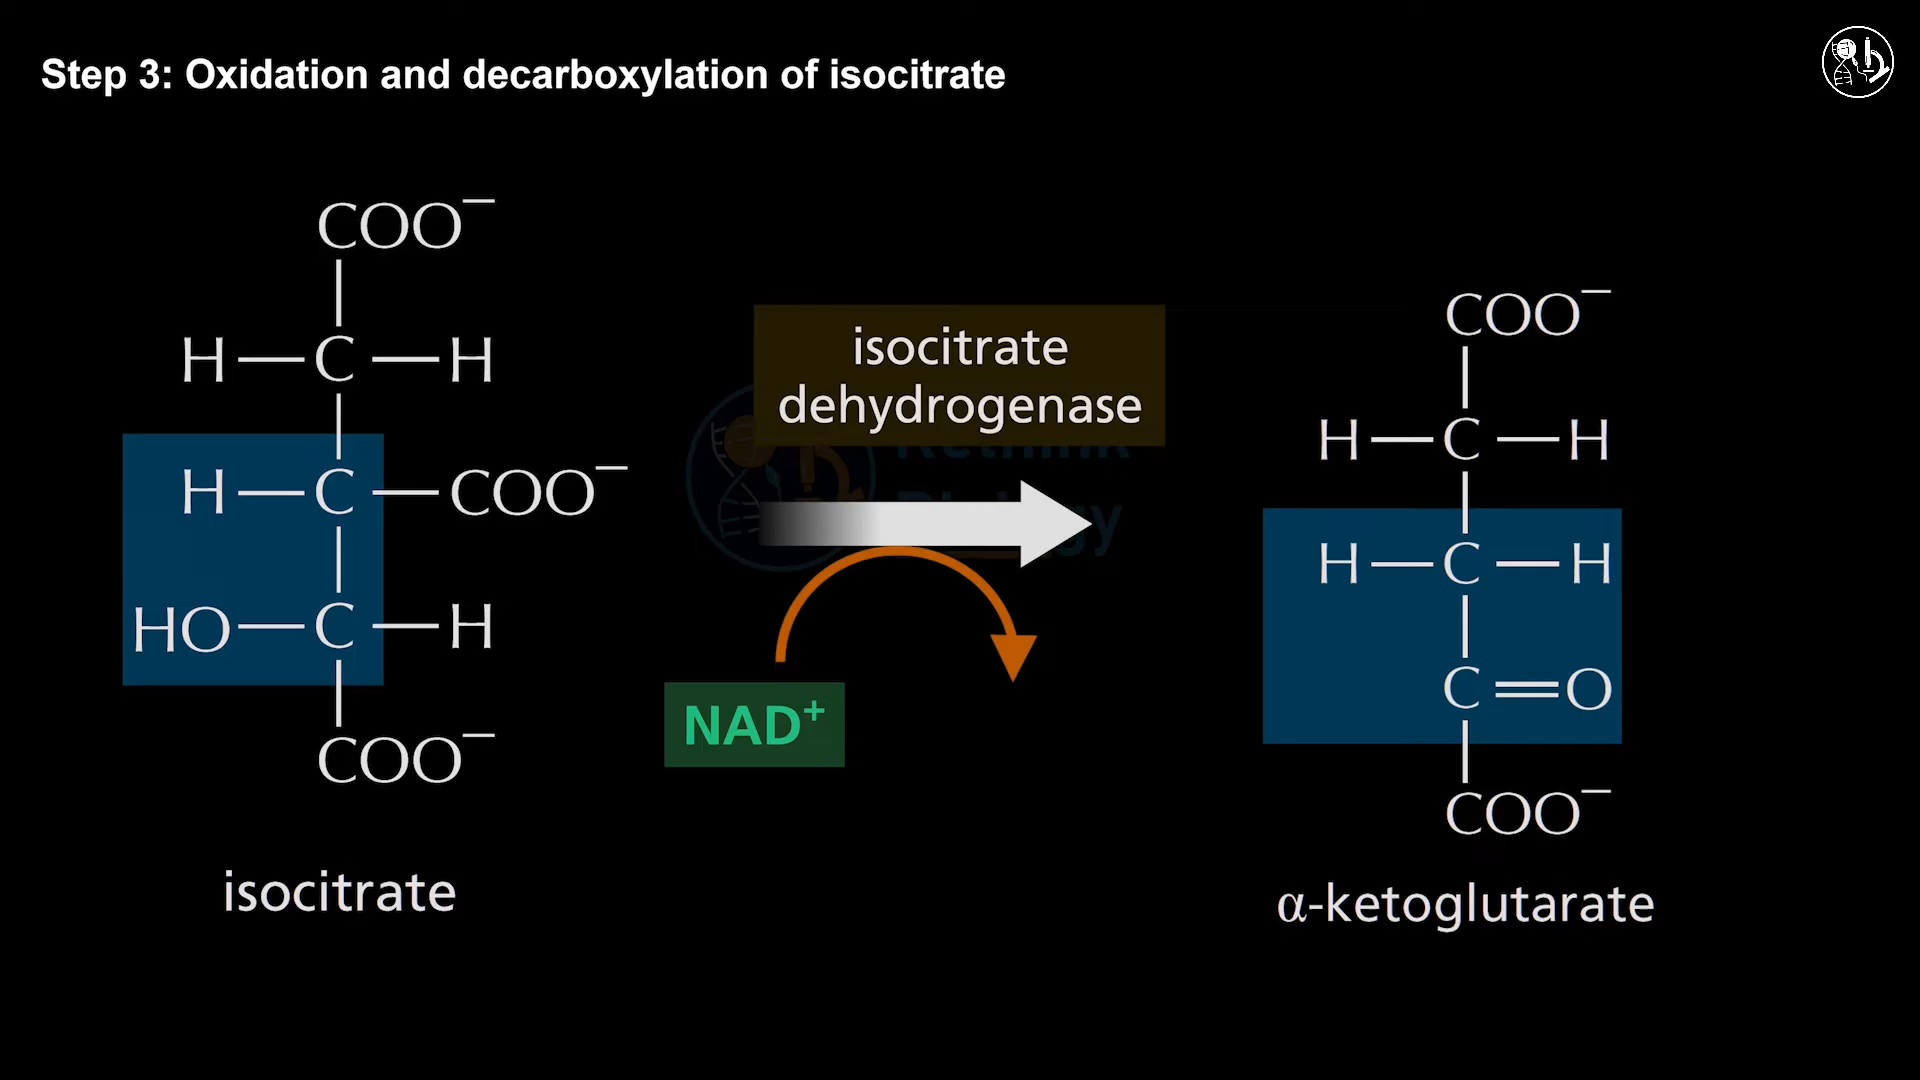 Step 3: Oxidation and decarboxylation of isocitrate
COO⁻
H—C—H
H—C—COO⁻
HO—C—H
COO⁻
isocitrate
isocitrate
dehydrogenase
NAD⁺
COO⁻
H—C—H
H—C—H
C=O
COO⁻
α-ketoglutarate